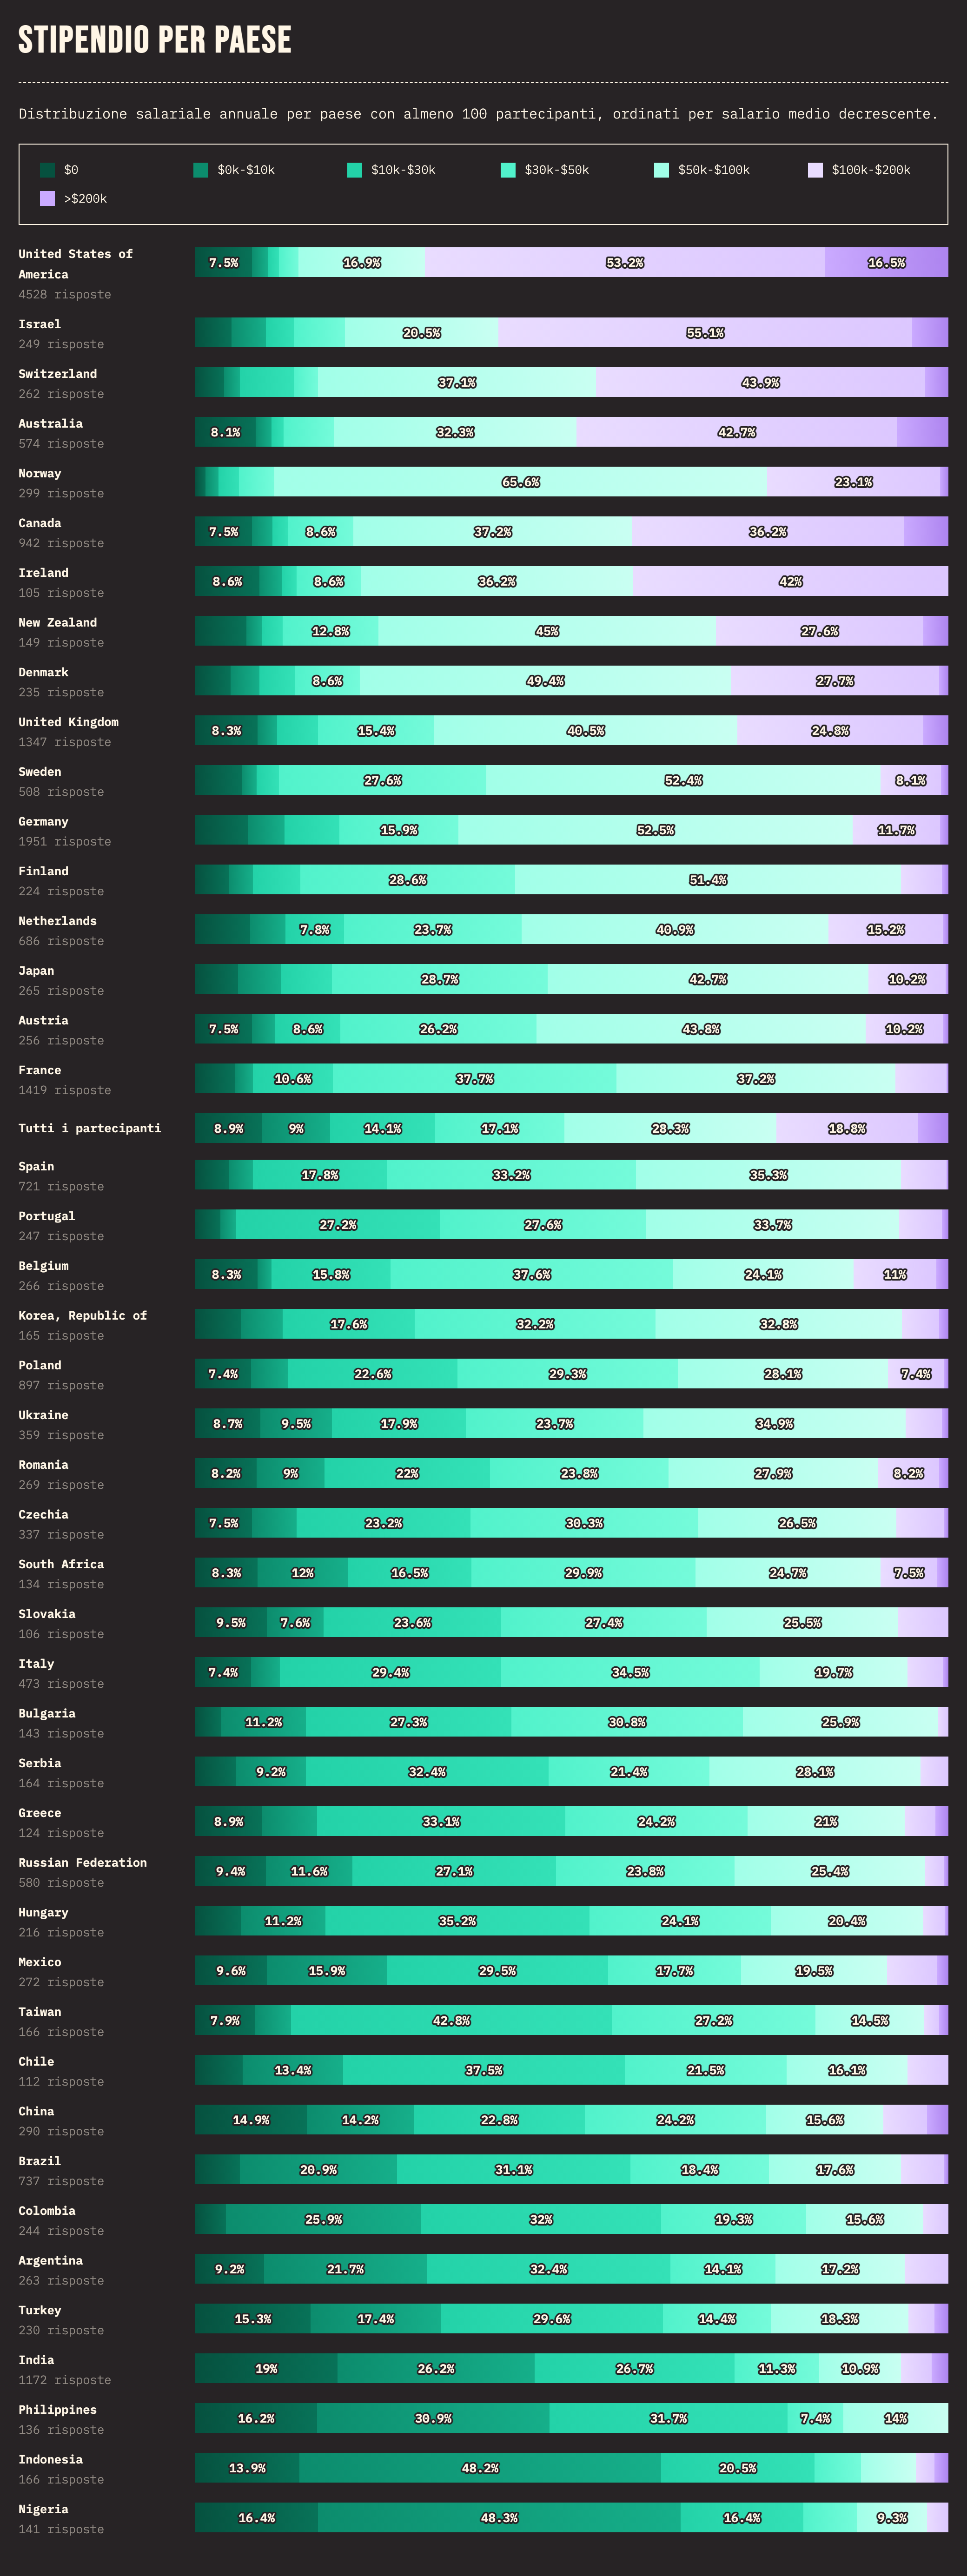 STIPENDIO PER PAESE
Distribuzione salariale annuale per paese con almeno 100 partecipanti, ordinati per salario medio decrescente.
$0 $0k-$10k $10k-$30k $30k-$50k $50k-$100k $100k-$200k
>$200k
United States of
America
4528 risposte
7.5% 16.9% 53.2% 16.5%
Israel
249 risposte
20.5% 55.1%
Switzerland
262 risposte
37.1% 43.9%
Australia
574 risposte
8.1% 32.3% 42.7%
Norway
299 risposte
65.6% 23.1%
Canada
942 risposte
7.5% 8.6% 37.2% 36.2%
Ireland
105 risposte
8.6% 8.6% 36.2% 42%
New Zealand
149 risposte
12.8% 45% 27.6%
Denmark
235 risposte
8.6% 49.4% 27.7%
United Kingdom
1347 risposte
8.3% 15.4% 40.5% 24.8%
Sweden
508 risposte
27.6% 52.4% 8.1%
Germany
1951 risposte
15.9% 52.5% 11.7%
Finland
224 risposte
28.6% 51.4%
Netherlands
686 risposte
7.8% 23.7% 40.9% 15.2%
Japan
265 risposte
28.7% 42.7% 10.2%
Austria
256 risposte
7.5% 8.6% 26.2% 43.8% 10.2%
France
1419 risposte
10.6% 37.7% 37.2%
Tutti i partecipanti
8.9% 9% 14.1% 17.1% 28.3% 18.8%
Spain
721 risposte
17.8% 33.2% 35.3%
Portugal
247 risposte
27.2% 27.6% 33.7%
Belgium
266 risposte
8.3% 15.8% 37.6% 24.1% 11%
Korea, Republic of
165 risposte
17.6% 32.2% 32.8%
Poland
897 risposte
7.4% 22.6% 29.3% 28.1% 7.4%
Ukraine
359 risposte
8.7% 9.5% 17.9% 23.7% 34.9%
Romania
269 risposte
8.2% 9% 22% 23.8% 27.9% 8.2%
Czechia
337 risposte
7.5% 23.2% 30.3% 26.5%
South Africa
134 risposte
8.3% 12% 16.5% 29.9% 24.7% 7.5%
Slovakia
106 risposte
9.5% 7.6% 23.6% 27.4% 25.5%
Italy
473 risposte
7.4% 29.4% 34.5% 19.7%
Bulgaria
143 risposte
11.2% 27.3% 30.8% 25.9%
Serbia
164 risposte
9.2% 32.4% 21.4% 28.1%
Greece
124 risposte
8.9% 33.1% 24.2% 21%
Russian Federation
580 risposte
9.4% 11.6% 27.1% 23.8% 25.4%
Hungary
216 risposte
11.2% 35.2% 24.1% 20.4%
Mexico
272 risposte
9.6% 15.9% 29.5% 17.7% 19.5%
Taiwan
166 risposte
7.9% 42.8% 27.2% 14.5%
Chile
112 risposte
13.4% 37.5% 21.5% 16.1%
China
290 risposte
14.9% 14.2% 22.8% 24.2% 15.6%
Brazil
737 risposte
20.9% 31.1% 18.4% 17.6%
Colombia
244 risposte
25.9% 32% 19.3% 15.6%
Argentina
263 risposte
9.2% 21.7% 32.4% 14.1% 17.2%
Turkey
230 risposte
15.3% 17.4% 29.6% 14.4% 18.3%
India
1172 risposte
19% 26.2% 26.7% 11.3% 10.9%
Philippines
136 risposte
16.2% 30.9% 31.7% 7.4% 14%
Indonesia
166 risposte
13.9% 48.2% 20.5%
Nigeria
141 risposte
16.4% 48.3% 16.4% 9.3%